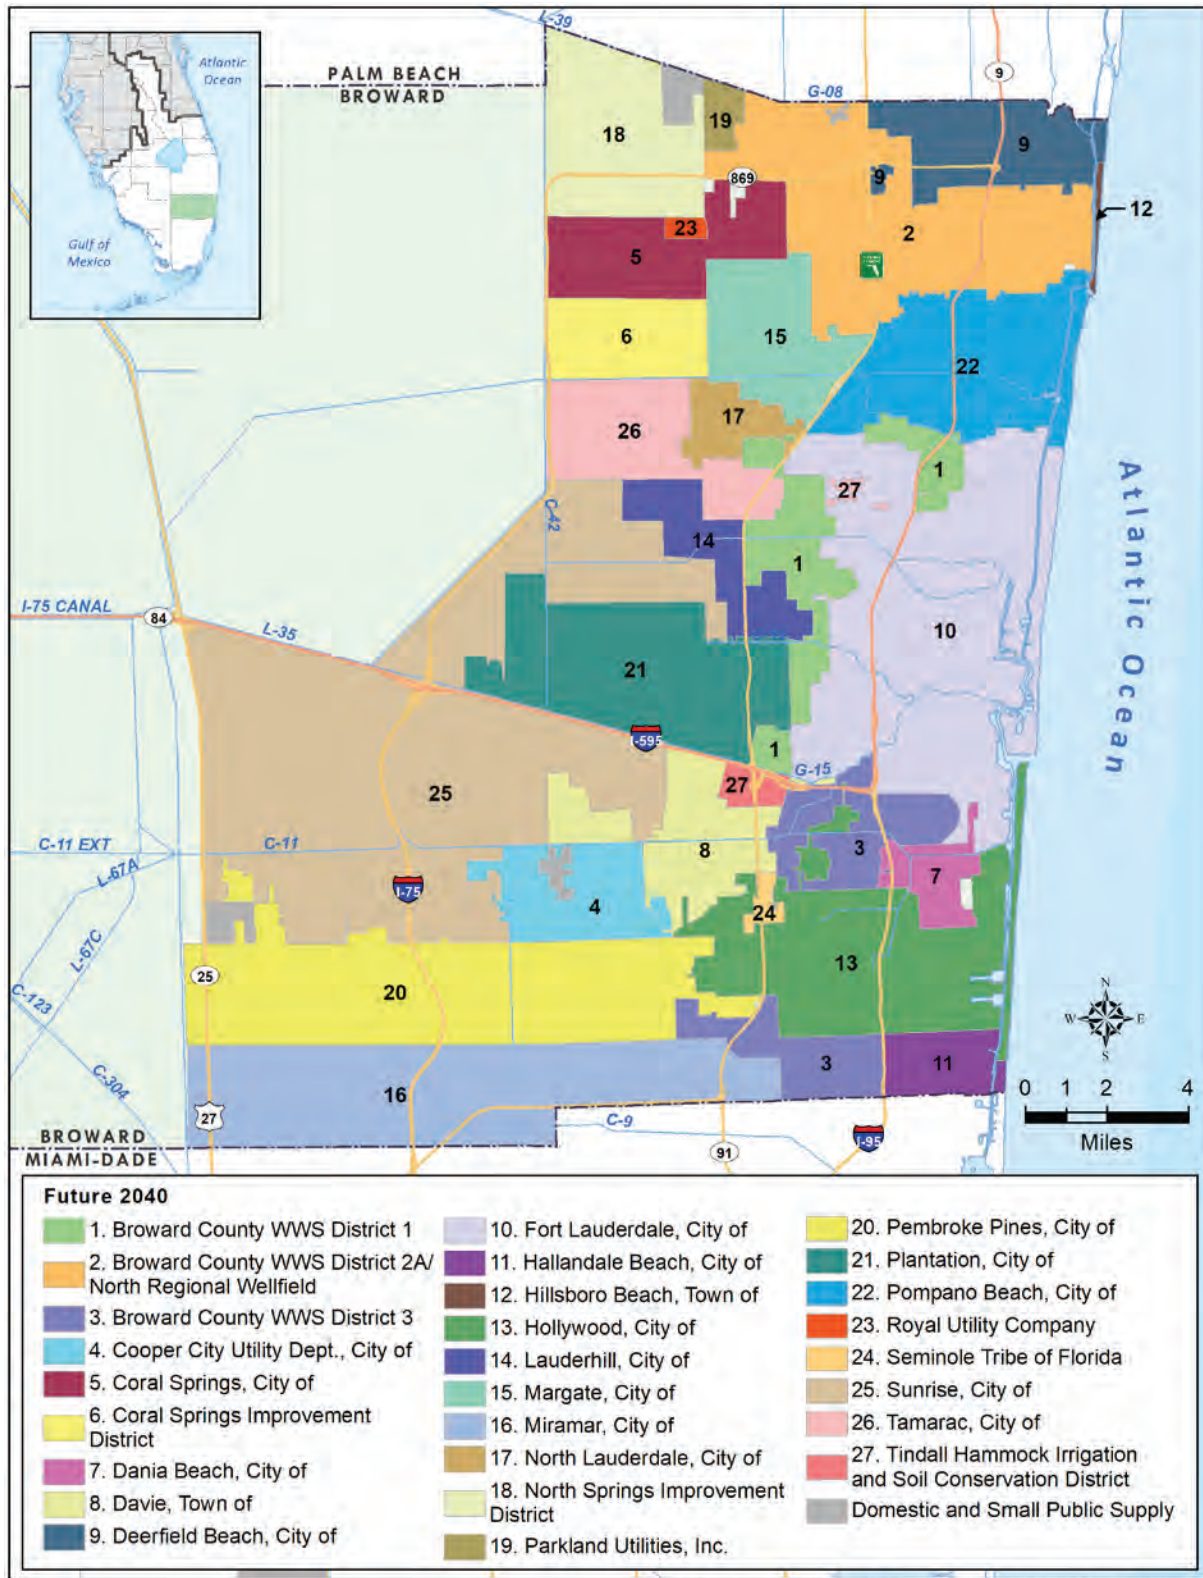 L-39
Atlantic
Ocean
PALM BEACH
BROWARD
G-08
9
18
19
9
869
9
12
23
2
5
Gulf of
Mexico
6
15
22
17
26
1
27
C-42
14
1
Atlantic Ocean
I-75 CANAL
84
L-35
10
21
I-595
1
G-15
27
25
C-11 EXT
C-11
8
3
L-67A
7
I-75
4
24
L-67C
13
25
20
C-123
N
W E
S
3
11
C-304
16
0 2 4
Miles
27
C-9
I-95
BROWARD
MIAMI-DADE
91
Future 2040
1. Broward County WWS District 1
2. Broward County WWS District 2A/
North Regional Wellfield
3. Broward County WWS District 3
4. Cooper City Utility Dept., City of
5. Coral Springs, City of
6. Coral Springs Improvement
District
7. Dania Beach, City of
8. Davie, Town of
9. Deerfield Beach, City of
10. Fort Lauderdale, City of
11. Hallandale Beach, City of
12. Hillsboro Beach, Town of
13. Hollywood, City of
14. Lauderhill, City of
15. Margate, City of
16. Miramar, City of
17. North Lauderdale, City of
18. North Springs Improvement
District
19. Parkland Utilities, Inc.
20. Pembroke Pines, City of
21. Plantation, City of
22. Pompano Beach, City of
23. Royal Utility Company
24. Seminole Tribe of Florida
25. Sunrise, City of
26. Tamarac, City of
27. Tindall Hammock Irrigation
and Soil Conservation District
Domestic and Small Public Supply